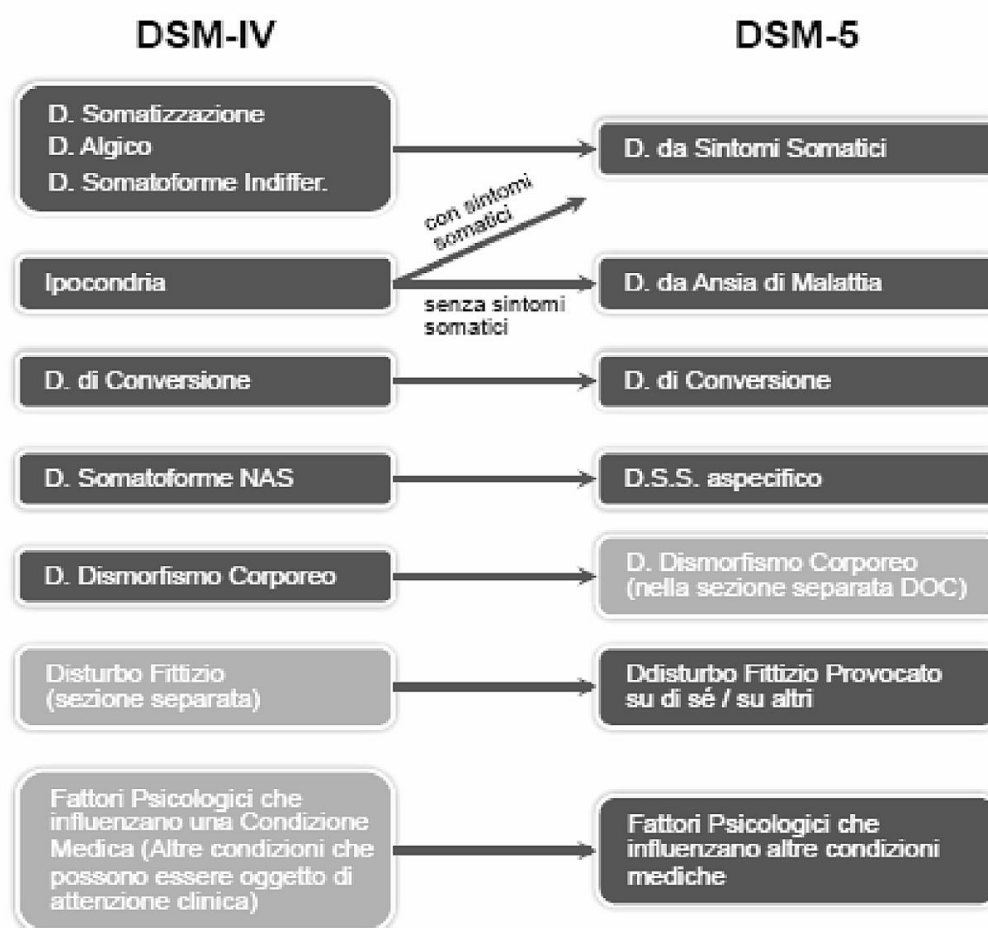 DSM-IV
DSM-5
D. Somatizzazione
D. Algico
D. Somatoforme Indiffer.
D. da Sintomi Somatici
con sintomi
somatici
Ipocondria
D. da Ansia di Malattia
senza sintomi
somatici
D. di Conversione
D. di Conversione
D. Somatoforme NAS
D.S.S. aspecifico
D. Dismorfismo Corporeo
D. Dismorfismo Corporeo
(nella sezione separata DOC)
Disturbo Fittizio
(sezione separata)
Ddisturbo Fittizio Provocato
su di sé / su altri
Fattori Psicologici che
influenzano una Condizione
Medica (Altre condizioni che
possono essere oggetto di
attenzione clinica)
Fattori Psicologici che
influenzano altre condizioni
mediche